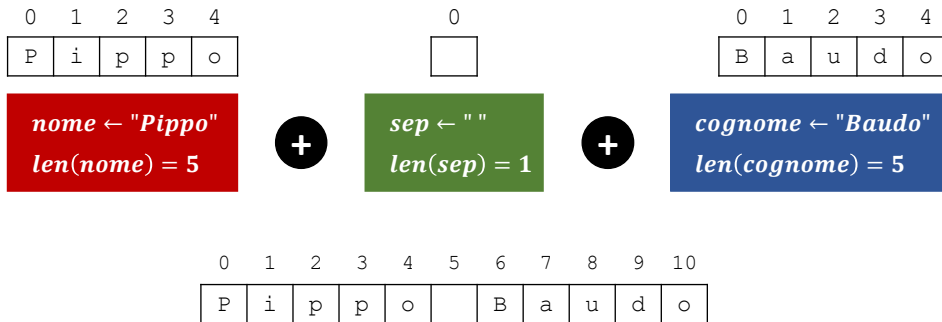 0 1 2 3 4 0 0 1 2 3 4
P i p p o B a u d o
nome ← "Pippo"
len(nome) = 5
+
sep ← " "
len(sep) = 1
+
cognome ← "Baudo"
len(cognome) = 5
0 1 2 3 4 5 6 7 8 9 10
P i p p o B a u d o